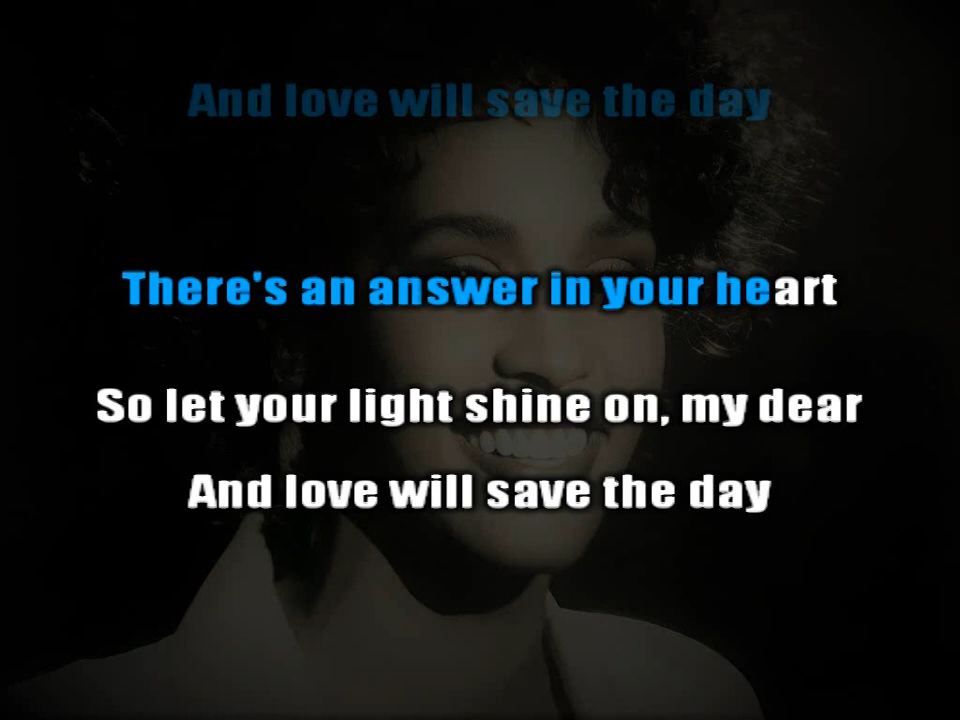 And love will save the day
There's an answer in your heart
So let your light shine on, my dear
And love will save the day